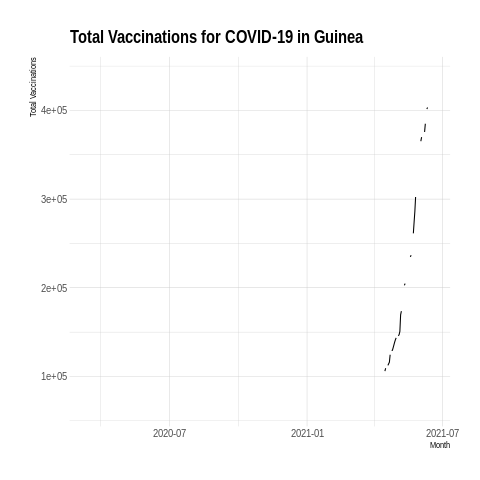 Total Vaccinations for COVID-19 in Guinea
Total Vaccinations
4e+05
3e+05
2e+05
1e+05
2020-07
2021-01
2021-07
Month